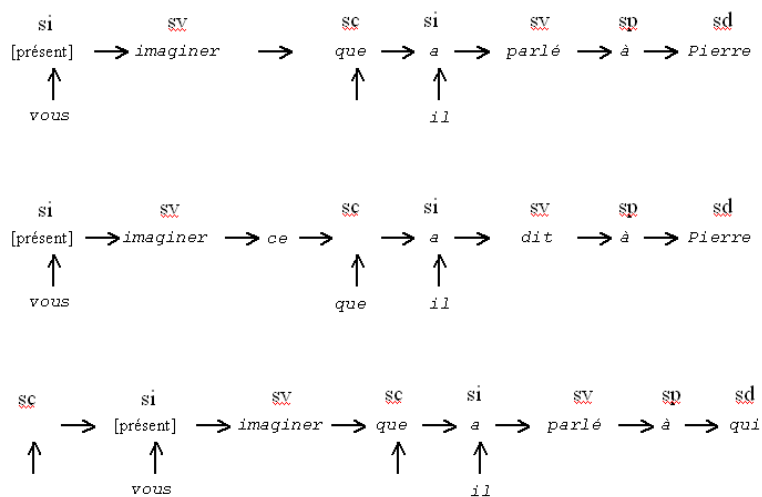 si sv sc si sv sp sd
[présent] imaginer que a parlé à Pierre
vous il
si sv sc si sv sp sd
[présent] imaginer ce a dit à Pierre
vous que il
sc si sv sc si sv sp sd
[présent] imaginer que a parlé à qui
vous il